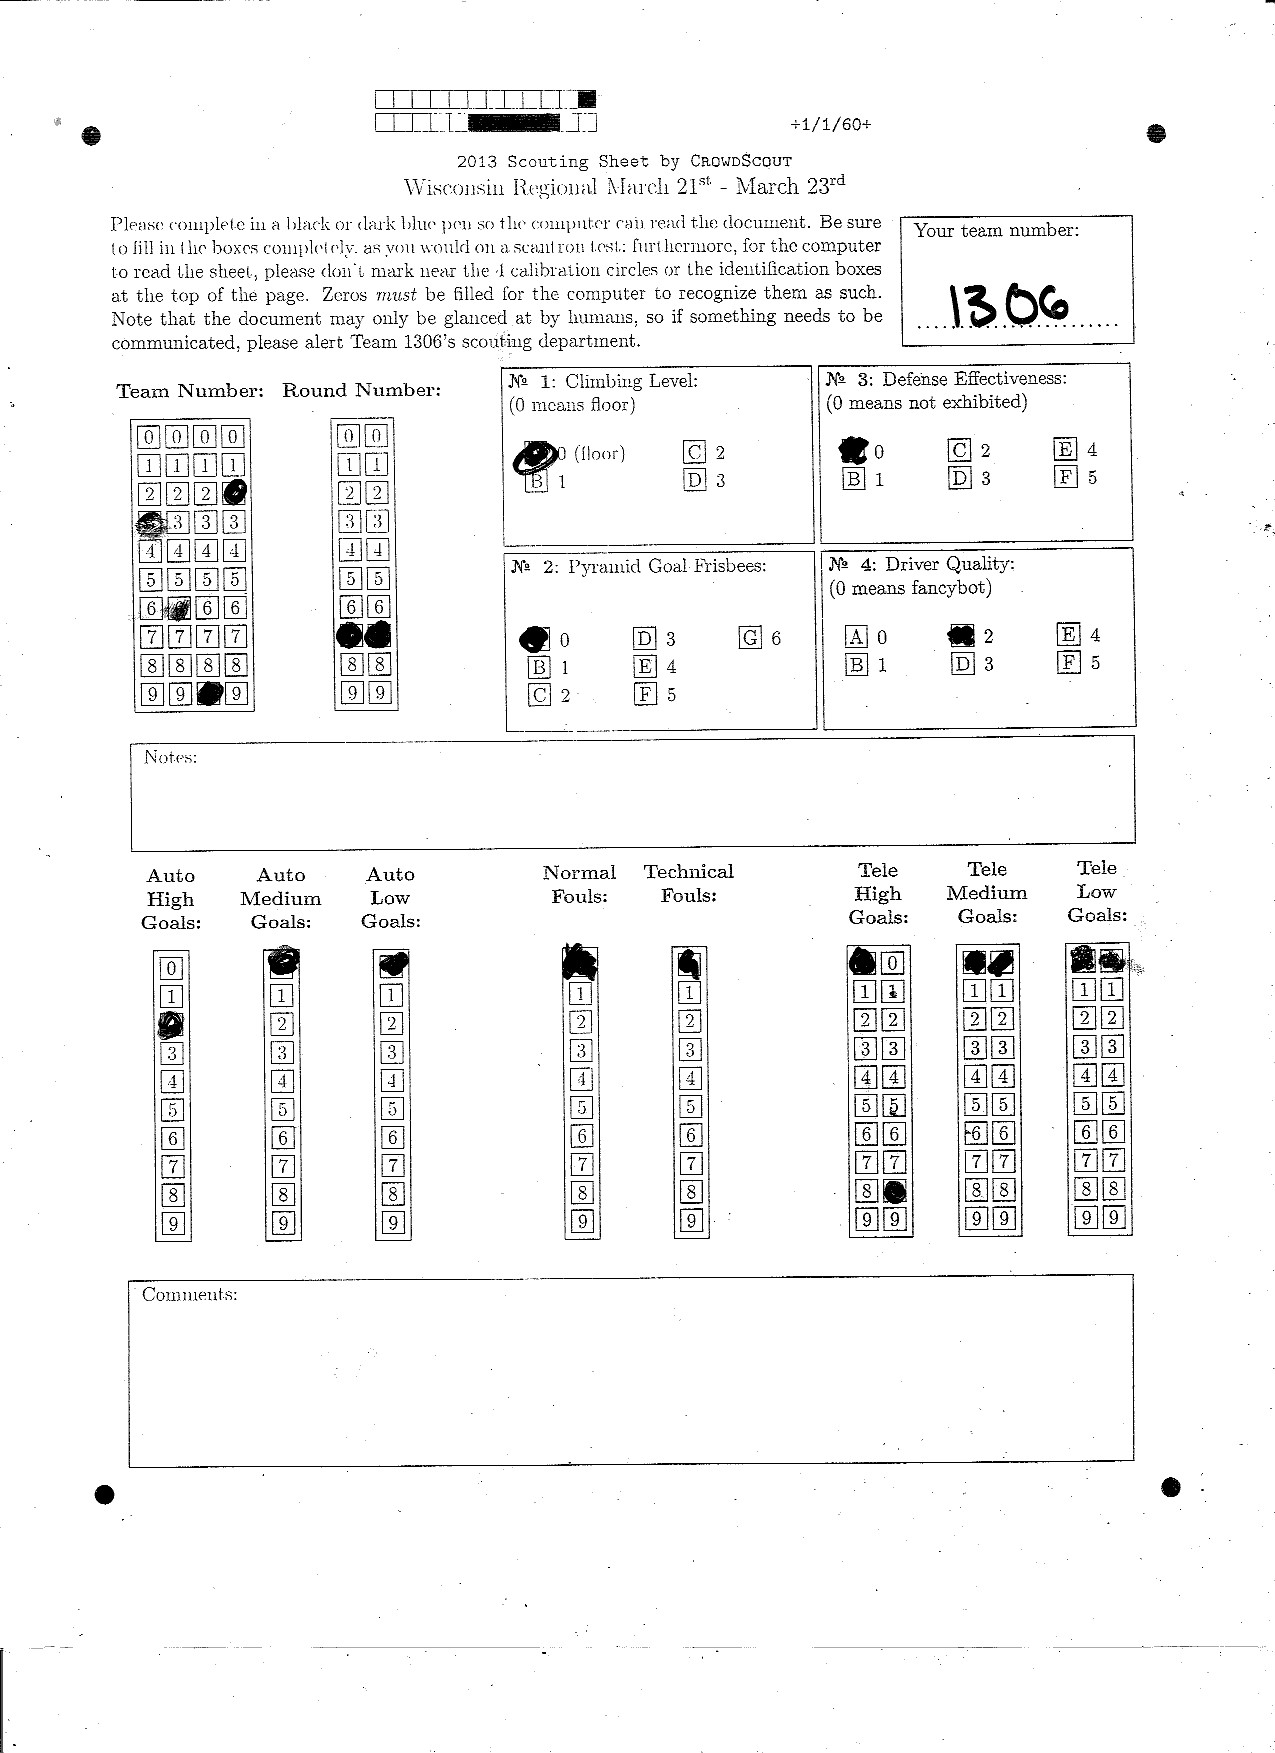 ÷1/1/60÷
2013 Scouting Sheet by CrowdScout
Wisconsin Regional March 21st - March 23rd
Please complete in a black or dark blue pen so the computer can read the document. Be sure
to fill in the boxes completely, as you would on a scantron test; furthermore, for the computer
to read the sheet, please don't mark near the 4 calibration circles or the identification boxes
at the top of the page. Zeros must be filled for the computer to recognize them as such.
Note that the document may only be glanced at by humans, so if something needs to be
communicated, please alert Team 1306's scouting department.
Your team number:
1306
Team Number: Round Number:
0 0 0 0 0 0
1 1 1 1 1 1
2 2 2 2 2
3 3 3 3 3
4 4 4 4 4 4
5 5 5 5 5 5
6 6 6 6 6
7 7 7 7
8 8 8 8 8 8
9 9 9 9 9
№ 1: Climbing Level:
(0 means floor)
0 (floor) C 2
B 1 D 3
№ 3: Defense Effectiveness:
(0 means not exhibited)
0 C 2 E 4
B 1 D 3 F 5
№ 2: Pyramid Goal Frisbees:
0 D 3 G 6
B 1 E 4
C 2 F 5
№ 4: Driver Quality:
(0 means fancybot)
A 0 2 E 4
B 1 D 3 F 5
Notes:
Auto Auto Auto Normal Technical Tele Tele Tele
High Medium Low Fouls: Fouls: High Medium Low
Goals: Goals: Goals: Goals: Goals: Goals:
0 0
1 1 1 1 1 1 1 1 1 1 1
2 2 2 2 2 2 2 2 2 2
3 3 3 3 3 3 3 3 3 3 3
4 4 4 4 4 4 4 4 4 4 4
5 5 5 5 5 5 5 5 5 5 5
6 6 6 6 6 6 6 6 6 6 6
7 7 7 7 7 7 7 7 7 7 7
8 8 8 8 8 8 8 8 8 8
9 9 9 9 9 9 9 9 9 9 9
Comments: